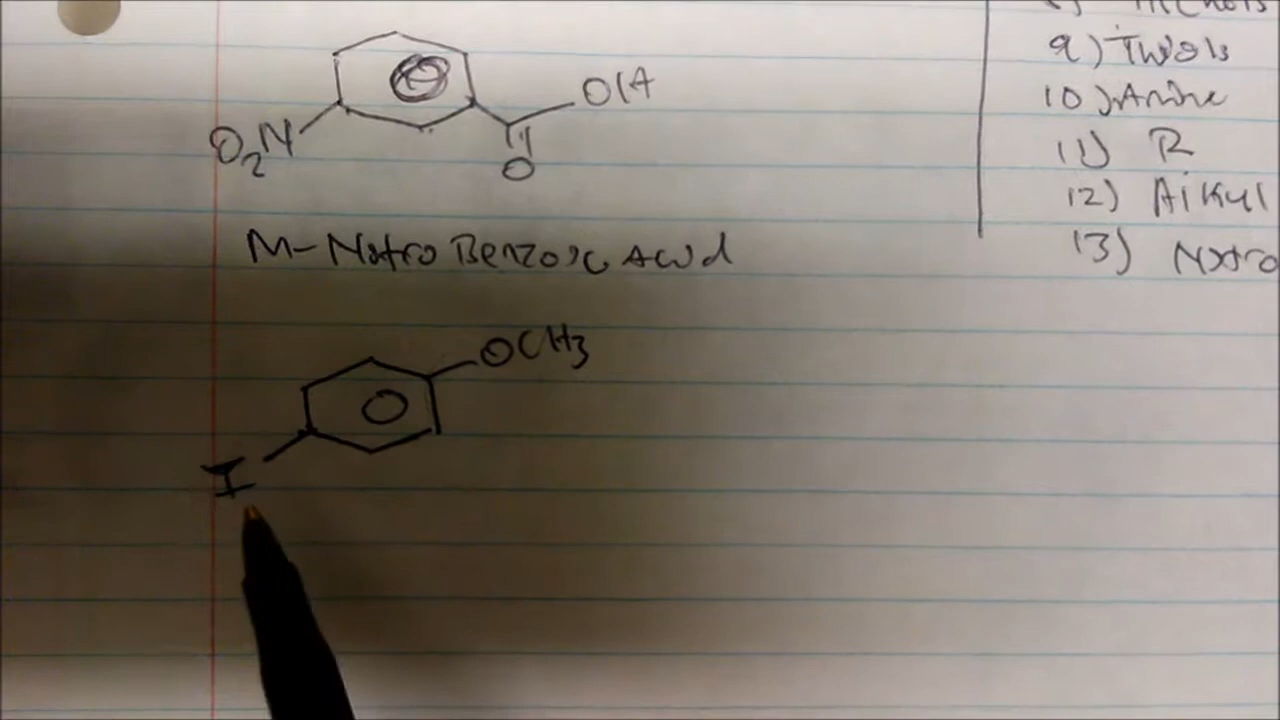 OH
O₂N
O
M-Nitro Benzoic Acid
OCH₃
I
9) Thiols
10) Amine
11) R
12) Alkyl
13) Nitro